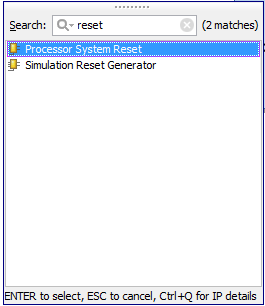 Search: reset (2 matches)
Processor System Reset
Simulation Reset Generator
ENTER to select, ESC to cancel, Ctrl+Q for IP details